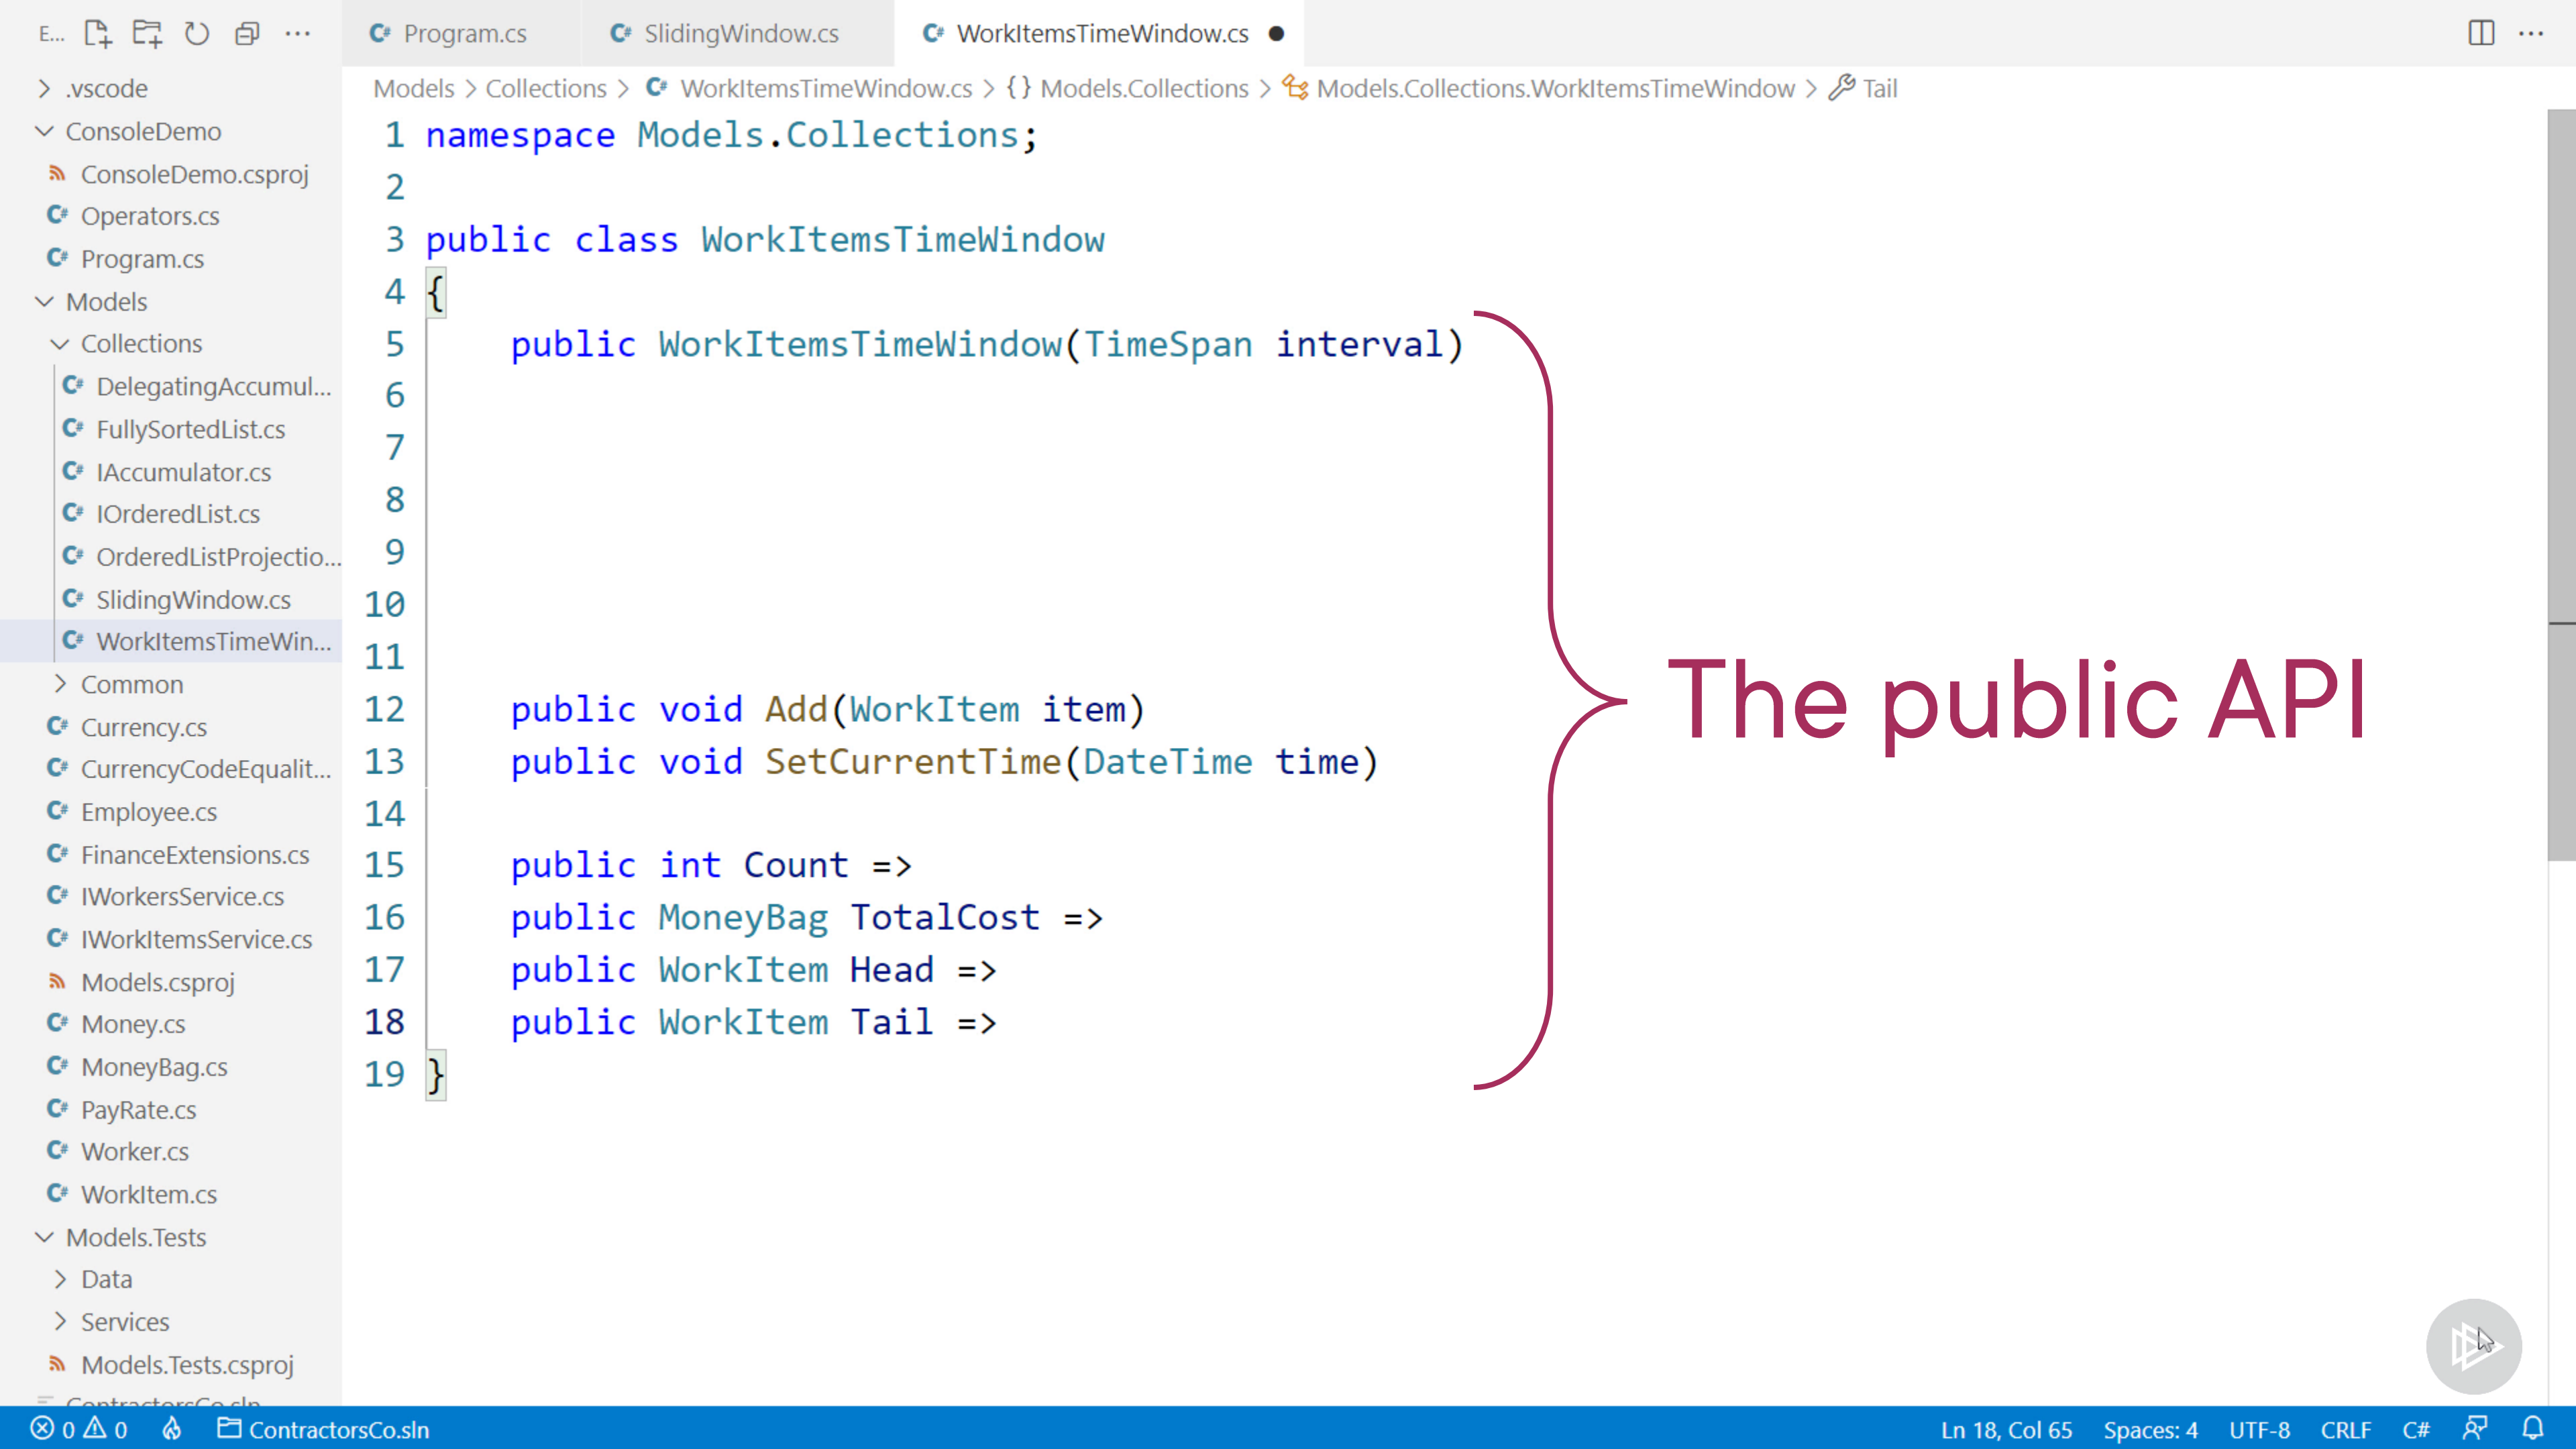 E...
.vscode
ConsoleDemo
ConsoleDemo.csproj
Operators.cs
Program.cs
Models
Collections
DelegatingAccumul...
FullySortedList.cs
IAccumulator.cs
IOrderedList.cs
OrderedListProjectio...
SlidingWindow.cs
WorkItemsTimeWin...
Common
Currency.cs
CurrencyCodeEqualit...
Employee.cs
FinanceExtensions.cs
IWorkersService.cs
IWorkItemsService.cs
Models.csproj
Money.cs
MoneyBag.cs
PayRate.cs
Worker.cs
WorkItem.cs
Models.Tests
Data
Services
Models.Tests.csproj
ContractorsCo.sln
Program.cs SlidingWindow.cs WorkItemsTimeWindow.cs
Models > Collections > WorkItemsTimeWindow.cs > {} Models.Collections > Models.Collections.WorkItemsTimeWindow > Tail
1 namespace Models.Collections;
2
3 public class WorkItemsTimeWindow
4 {
5 public WorkItemsTimeWindow(TimeSpan interval)
6
7
8
9
10
11
12 public void Add(WorkItem item)
13 public void SetCurrentTime(DateTime time)
14
15 public int Count =>
16 public MoneyBag TotalCost =>
17 public WorkItem Head =>
18 public WorkItem Tail =>
19 }
The public API
0 0 ContractorsCo.sln Ln 18, Col 65 Spaces: 4 UTF-8 CRLF C#